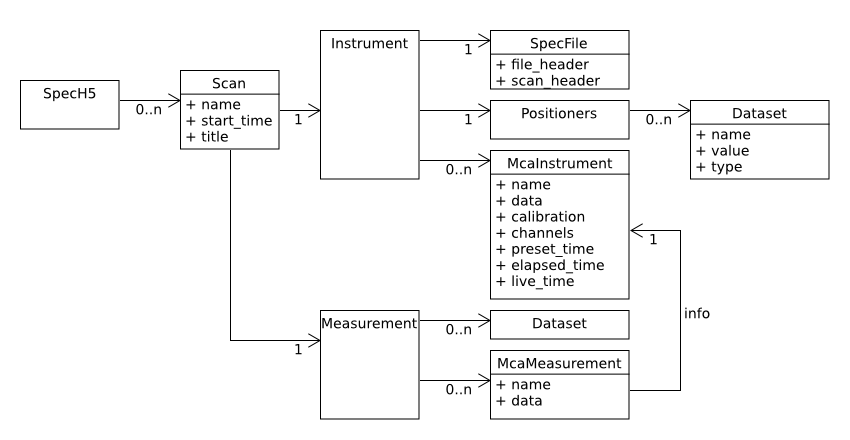 SpecH5
0..n
Scan
+ name
+ start_time
+ title
1
1
Instrument
1
1
0..n
SpecFile
+ file_header
+ scan_header
Positioners
0..n
Dataset
+ name
+ value
+ type
McaInstrument
+ name
+ data
+ calibration
+ channels
+ preset_time
+ elapsed_time
+ live_time
1
info
Measurement
0..n
0..n
Dataset
McaMeasurement
+ name
+ data